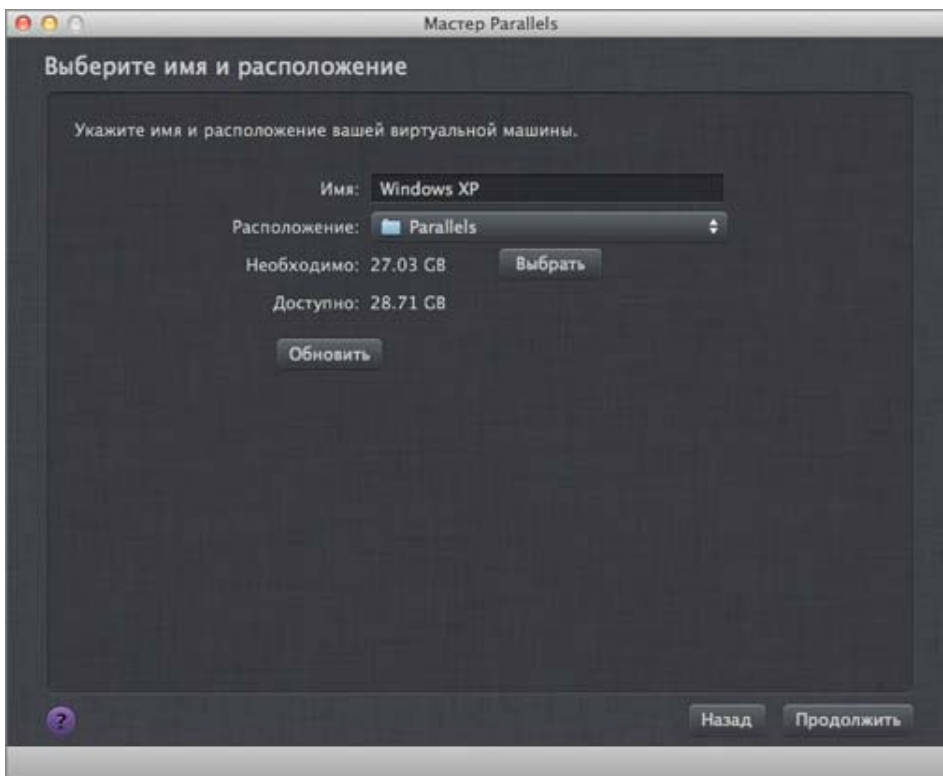 Мастер Parallels
Выберите имя и расположение
Укажите имя и расположение вашей виртуальной машины.
Имя: Windows XP
Расположение: Parallels
Необходимо: 27.03 GB Выбрать
Доступно: 28.71 GB
Обновить
? Назад Продолжить